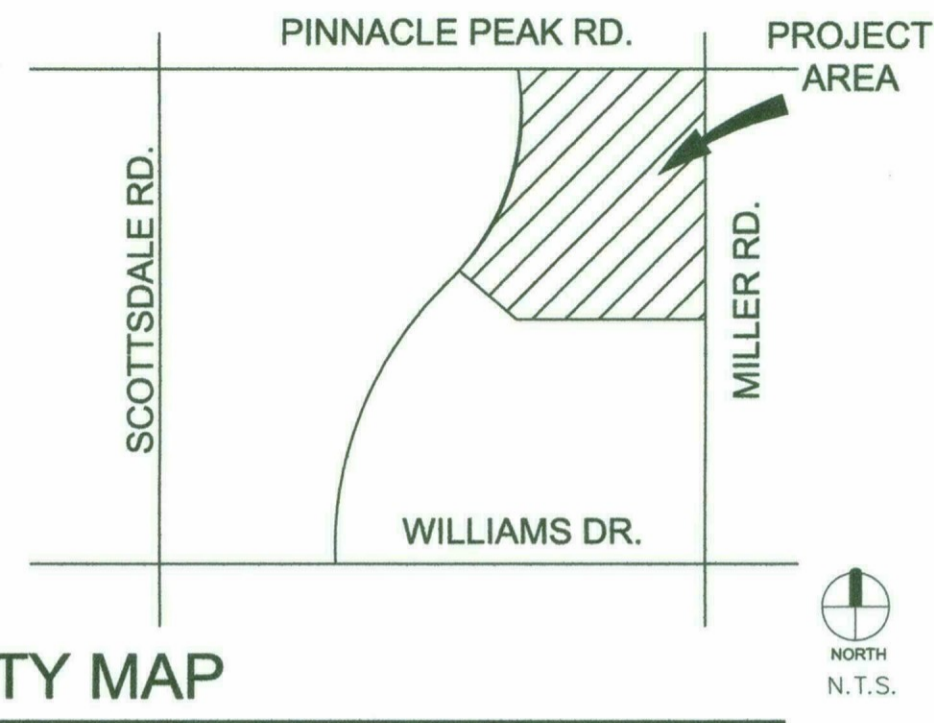 PINNACLE PEAK RD.
PROJECT
AREA
SCOTTSDALE RD.
MILLER RD.
WILLIAMS DR.
NORTH
N.T.S.
TY MAP